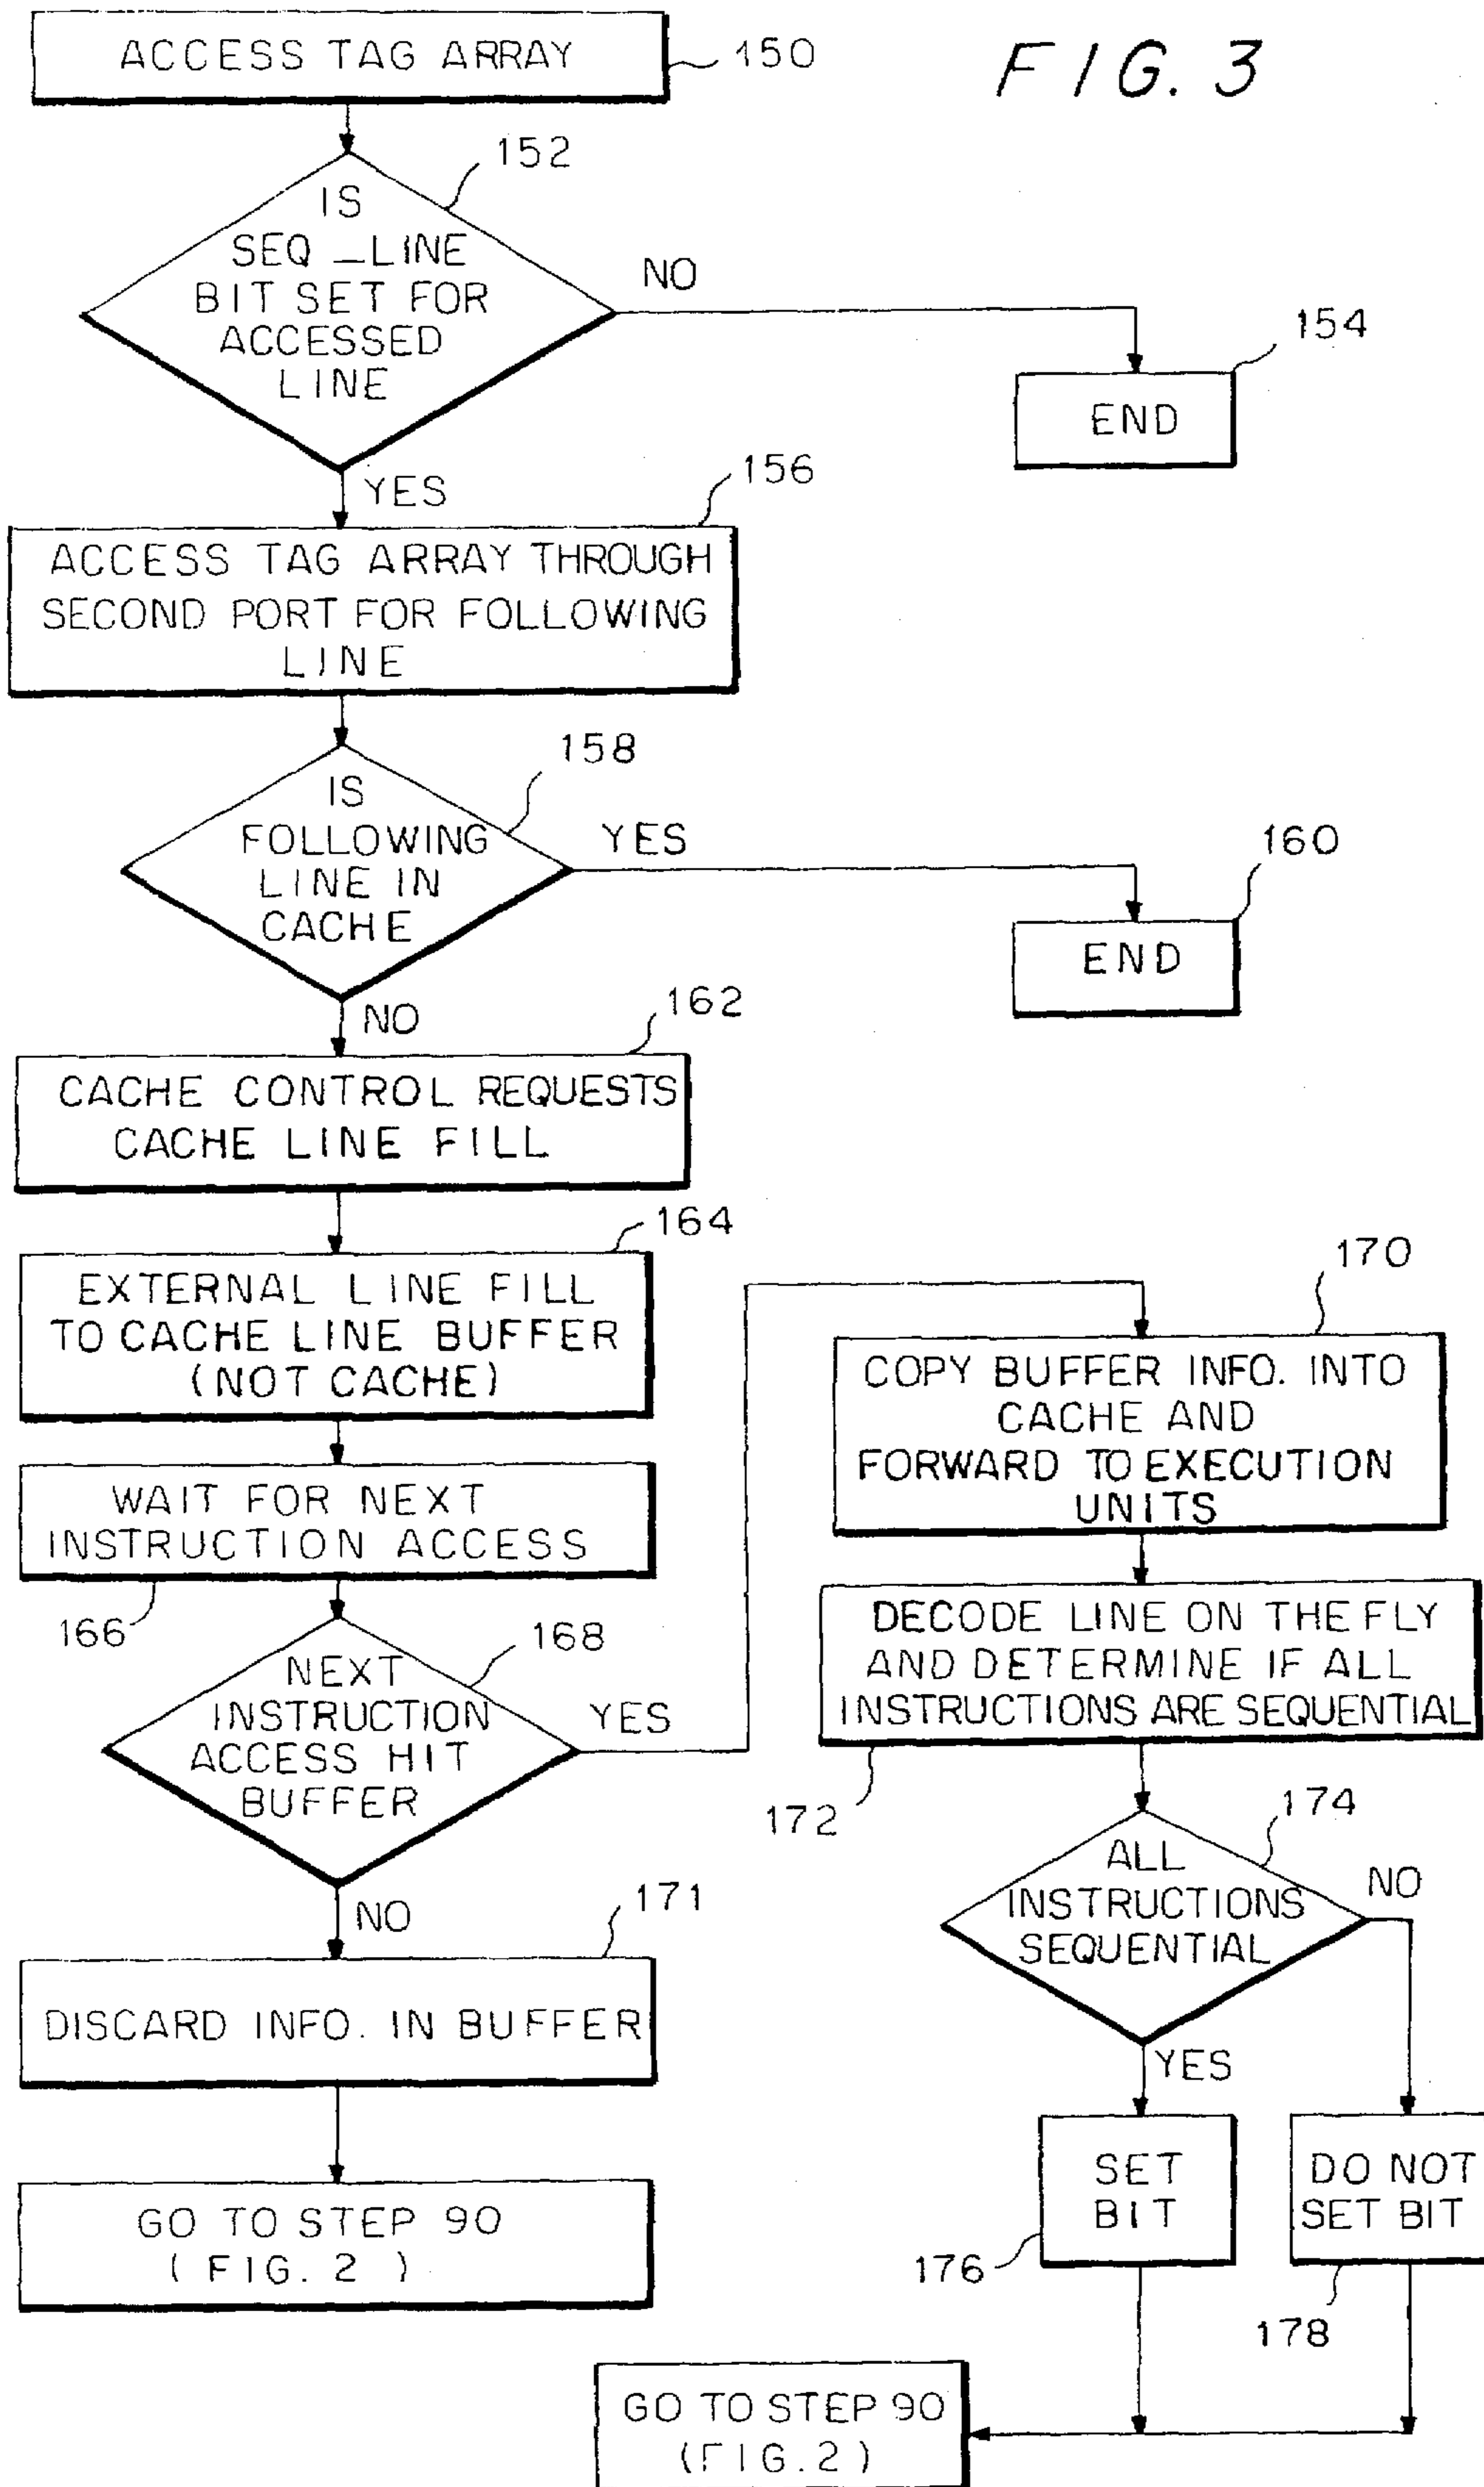 FIG. 3
ACCESS TAG ARRAY
150
152
IS
SEQ_LINE
BIT SET FOR
ACCESSED
LINE
NO
154
END
YES
156
ACCESS TAG ARRAY THROUGH
SECOND PORT FOR FOLLOWING
LINE
158
IS
FOLLOWING
LINE IN
CACHE
YES
160
END
NO
162
CACHE CONTROL REQUESTS
CACHE LINE FILL
164
EXTERNAL LINE FILL
TO CACHE LINE BUFFER
(NOT CACHE)
WAIT FOR NEXT
INSTRUCTION ACCESS
166
168
NEXT
INSTRUCTION
ACCESS HIT
BUFFER
YES
NO
171
DISCARD INFO. IN BUFFER
GO TO STEP 90
(FIG. 2)
170
COPY BUFFER INFO. INTO
CACHE AND
FORWARD TO EXECUTION
UNITS
DECODE LINE ON THE FLY
AND DETERMINE IF ALL
INSTRUCTIONS ARE SEQUENTIAL
172
174
ALL
INSTRUCTIONS
SEQUENTIAL
NO
YES
SET
BIT
176
DO NOT
SET BIT
178
GO TO STEP 90
(FIG. 2)